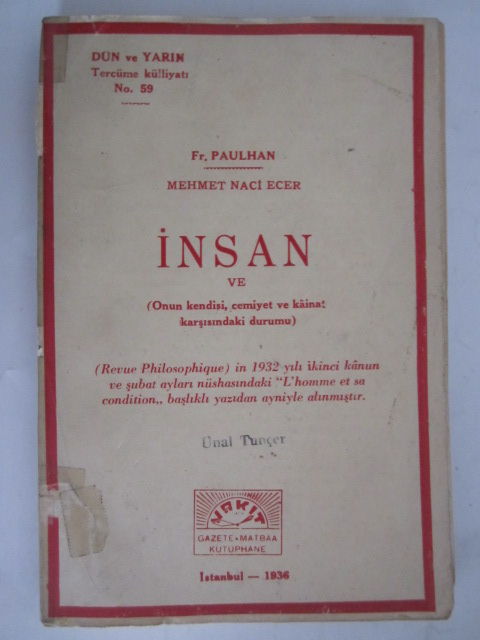 DÜN ve YARIN
Tercüme külliyatı
No. 59
Fr. PAULHAN
MEHMET NACİ ECER
İNSAN
VE
(Onun kendisi, cemiyet ve kâinat
karşısındaki durumu)
(Revue Philosophique) in 1932 yılı ikinci kânun
ve şubat ayları nüshasındaki "L'homme et sa
condition,, başlıklı yazıdan ayniyle alınmıştır.
Ünal Tunçer
VAKIT
GAZETE•MATBAA
KUTUPHANE
Istanbul — 1936